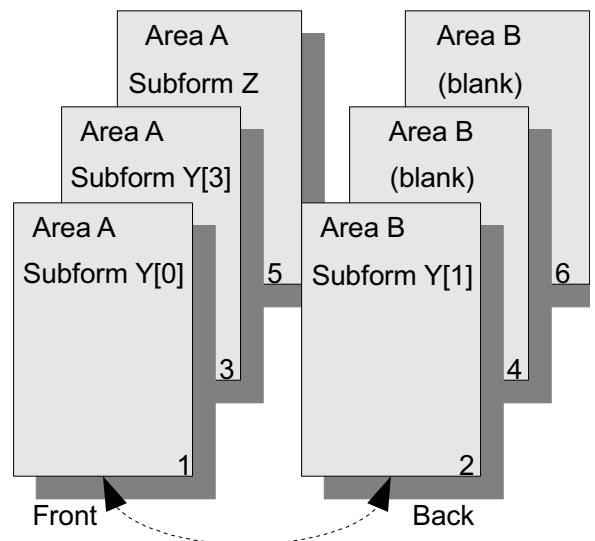 Area A
Subform Z
5
Area B
(blank)
6
Area A
Subform Y[3]
3
Area B
(blank)
4
Area A
Subform Y[0]
1
Area B
Subform Y[1]
2
Front
Back